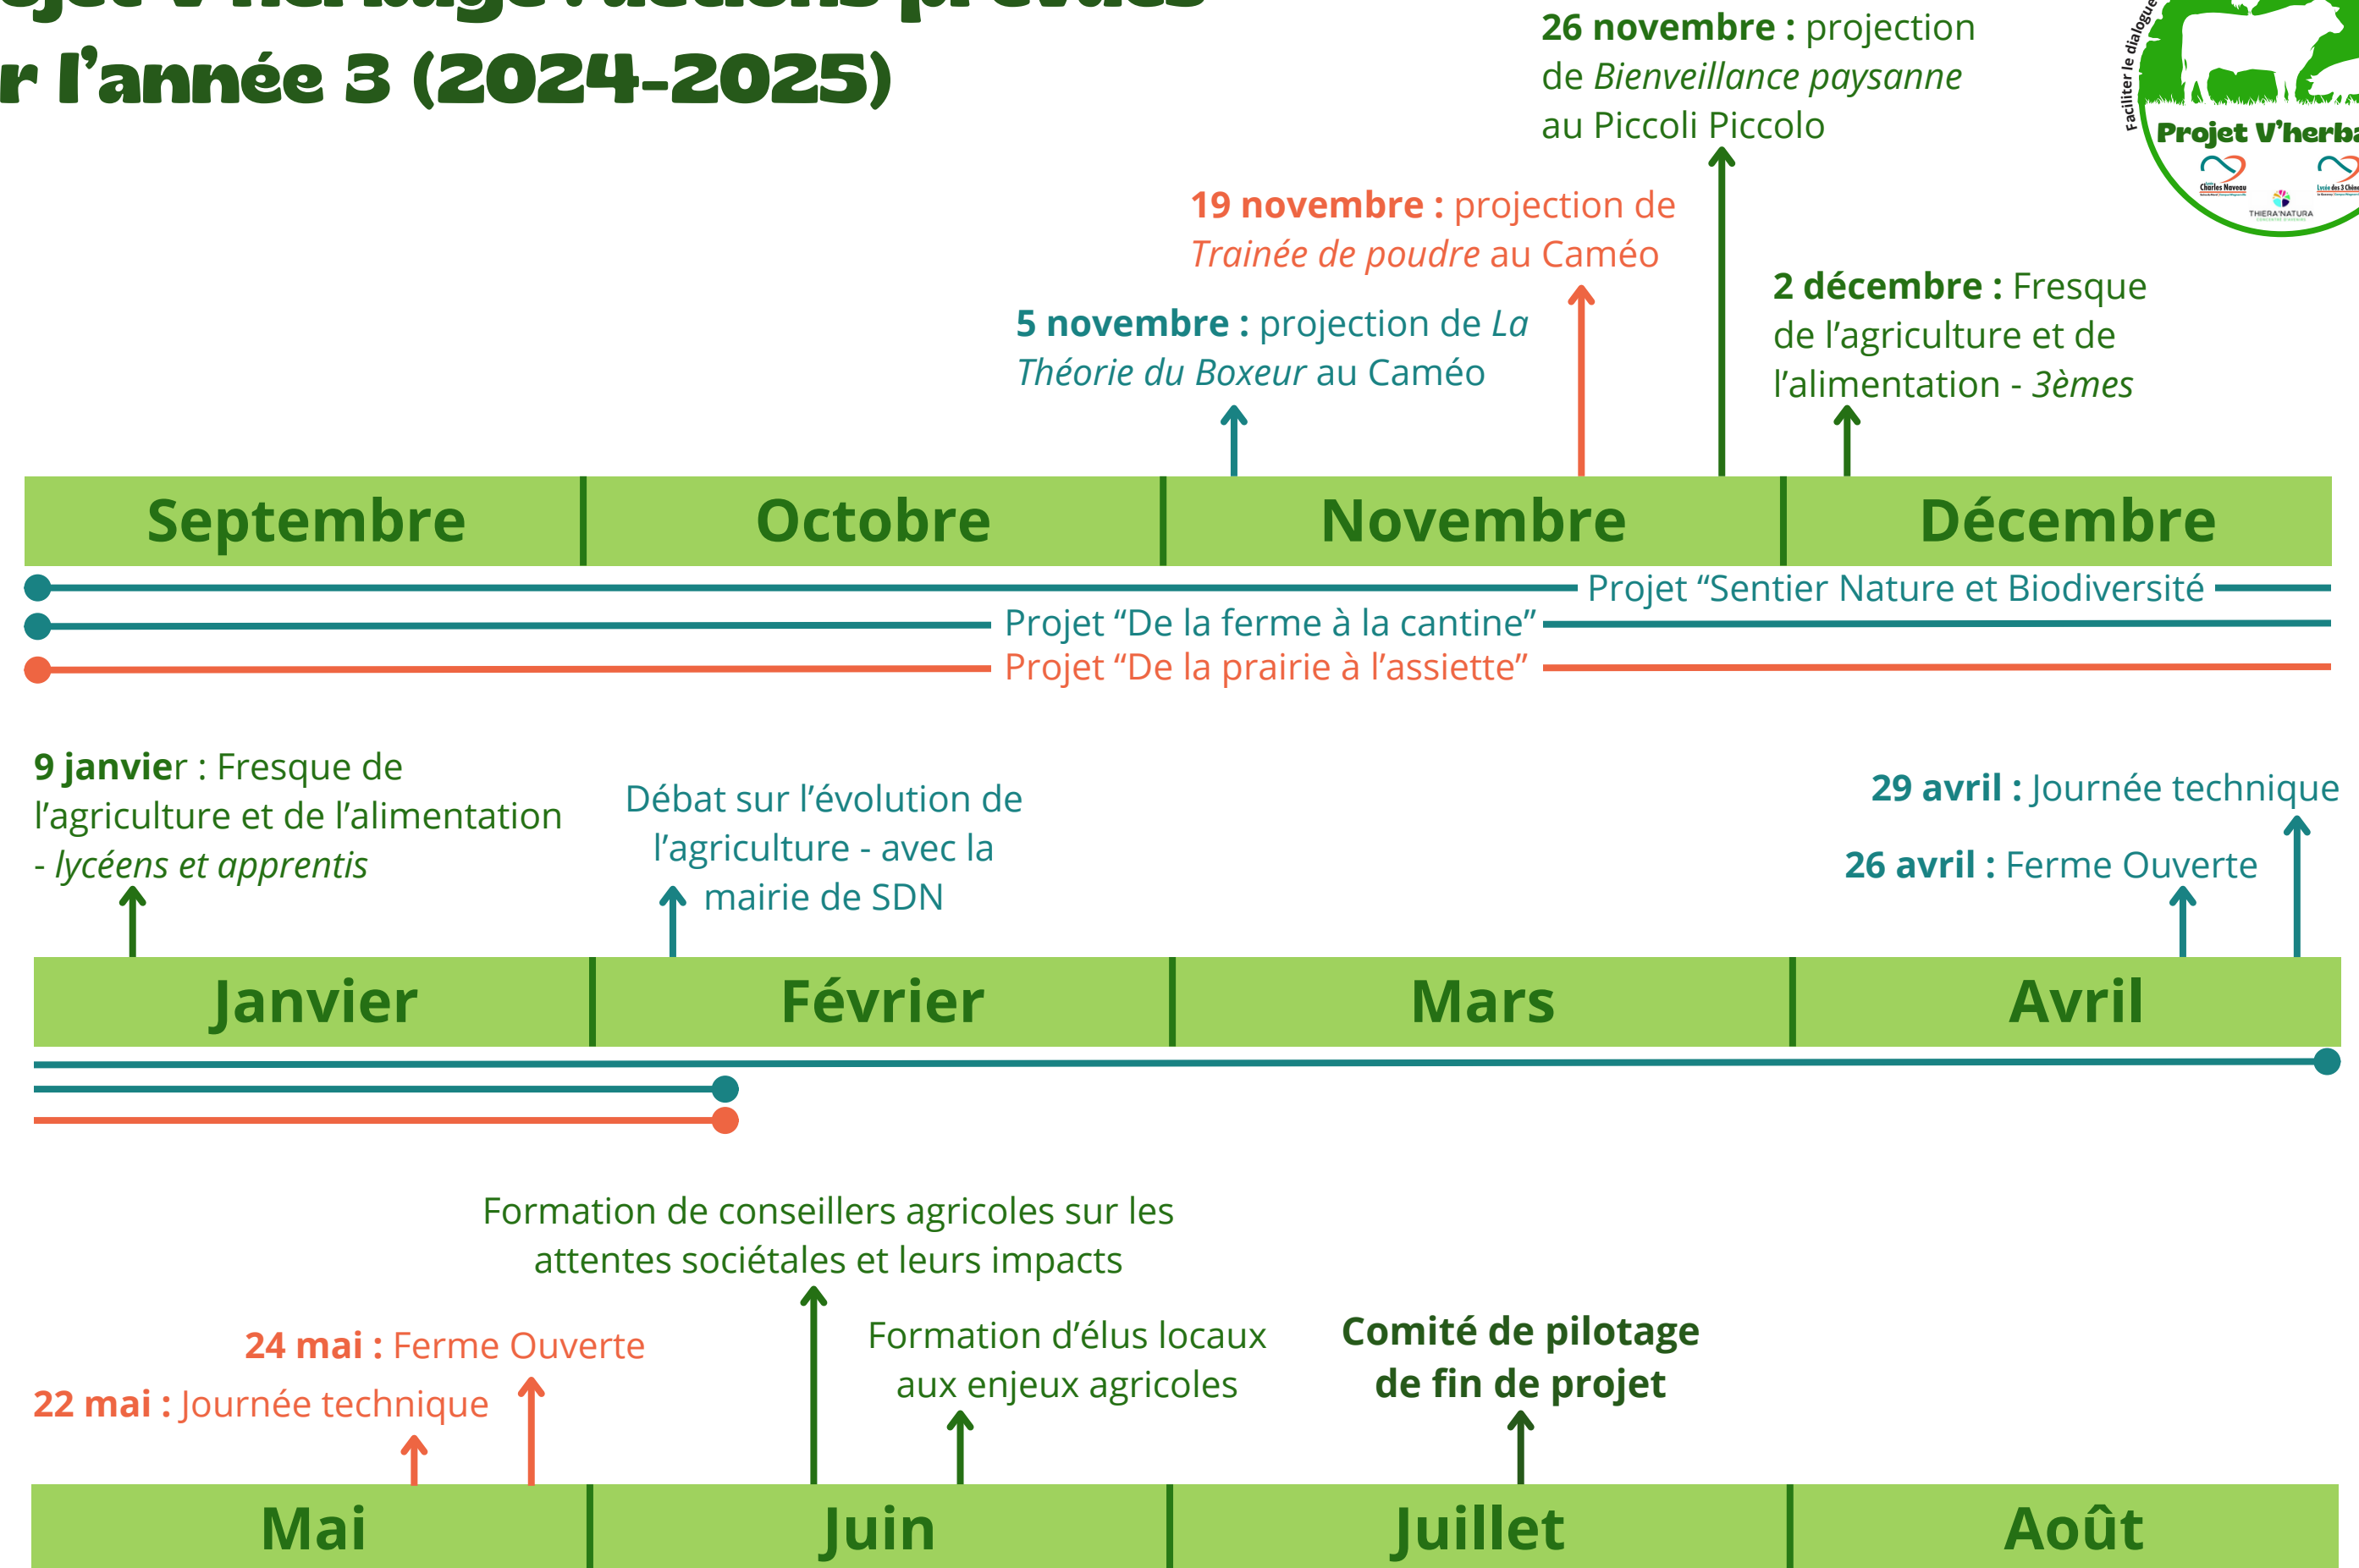 r l'année 3 (2024-2025)
26 novembre : projection
de Bienveillance paysanne
au Piccoli Piccolo
Faciliter le dialogue
Projet V'herba
Charles Naveau
Lycée des 3 Chênes
THIERA'NATURA
19 novembre : projection de
Trainée de poudre au Caméo
5 novembre : projection de La
Théorie du Boxeur au Caméo
2 décembre : Fresque
de l'agriculture et de
l'alimentation - 3èmes
Septembre
Octobre
Novembre
Décembre
Projet “Sentier Nature et Biodiversité
Projet “De la ferme à la cantine”
Projet “De la prairie à l'assiette”
9 janvier : Fresque de
l'agriculture et de l'alimentation
- lycéens et apprentis
Débat sur l'évolution de
l'agriculture - avec la
mairie de SDN
29 avril : Journée technique
26 avril : Ferme Ouverte
Janvier
Février
Mars
Avril
Formation de conseillers agricoles sur les
attentes sociétales et leurs impacts
24 mai : Ferme Ouverte
22 mai : Journée technique
Formation d'élus locaux
aux enjeux agricoles
Comité de pilotage
de fin de projet
Mai
Juin
Juillet
Août